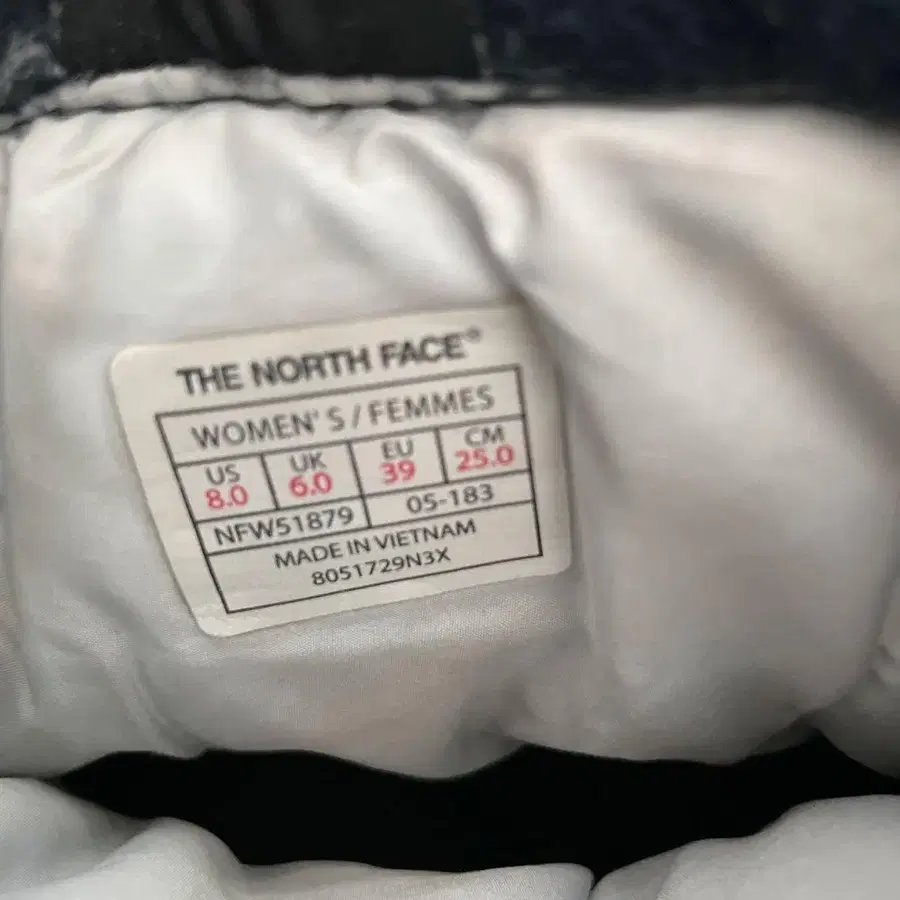 THE NORTH FACE®
WOMEN'S / FEMMES
US UK EU CM
8.0 6.0 39 25.0
NFW51879 05-183
MADE IN VIETNAM
8051729N3X